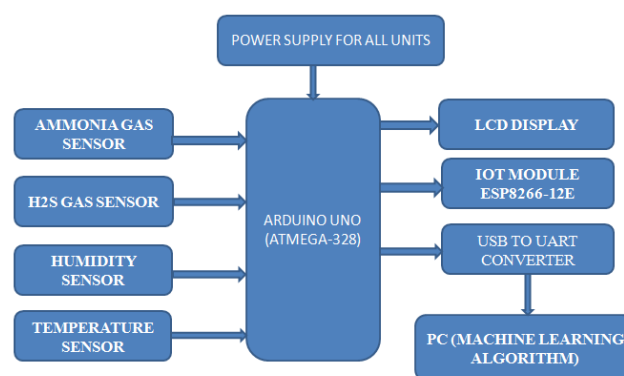 POWER SUPPLY FOR ALL UNITS
AMMONIA GAS
SENSOR
H2S GAS SENSOR
HUMIDITY
SENSOR
TEMPERATURE
SENSOR
ARDUINO UNO
(ATMEGA-328)
LCD DISPLAY
IOT MODULE
ESP8266-12E
USB TO UART
CONVERTER
PC (MACHINE LEARNING
ALGORITHM)